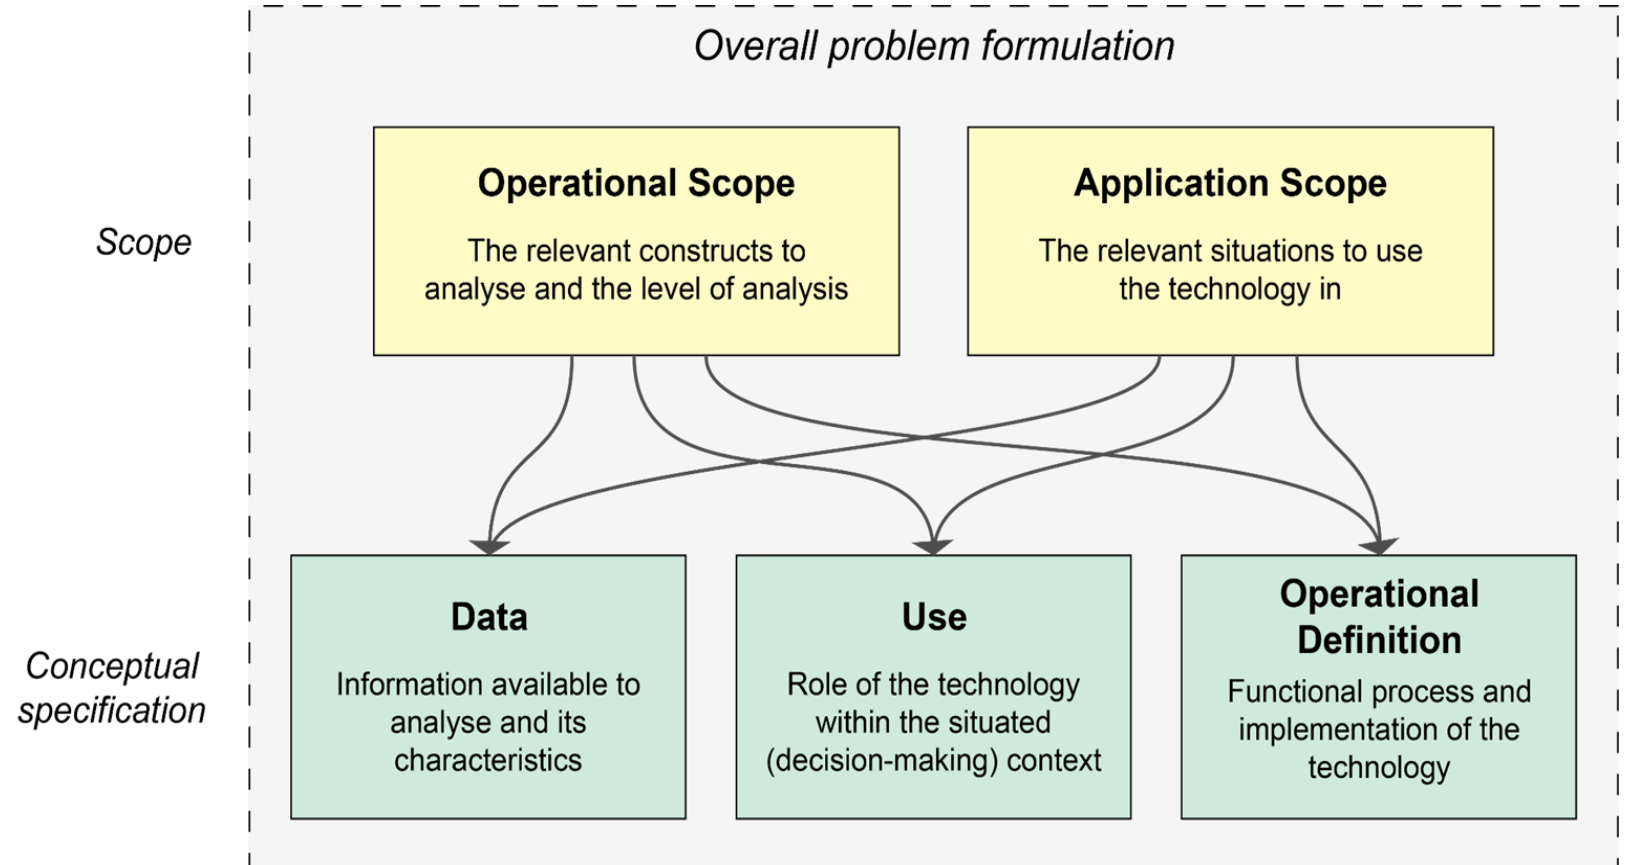 Overall problem formulation
Scope
Operational Scope
The relevant constructs to
analyse and the level of analysis
Application Scope
The relevant situations to use
the technology in
Conceptual
specification
Data
Information available to
analyse and its
characteristics
Use
Role of the technology
within the situated
(decision-making) context
Operational
Definition
Functional process and
implementation of the
technology